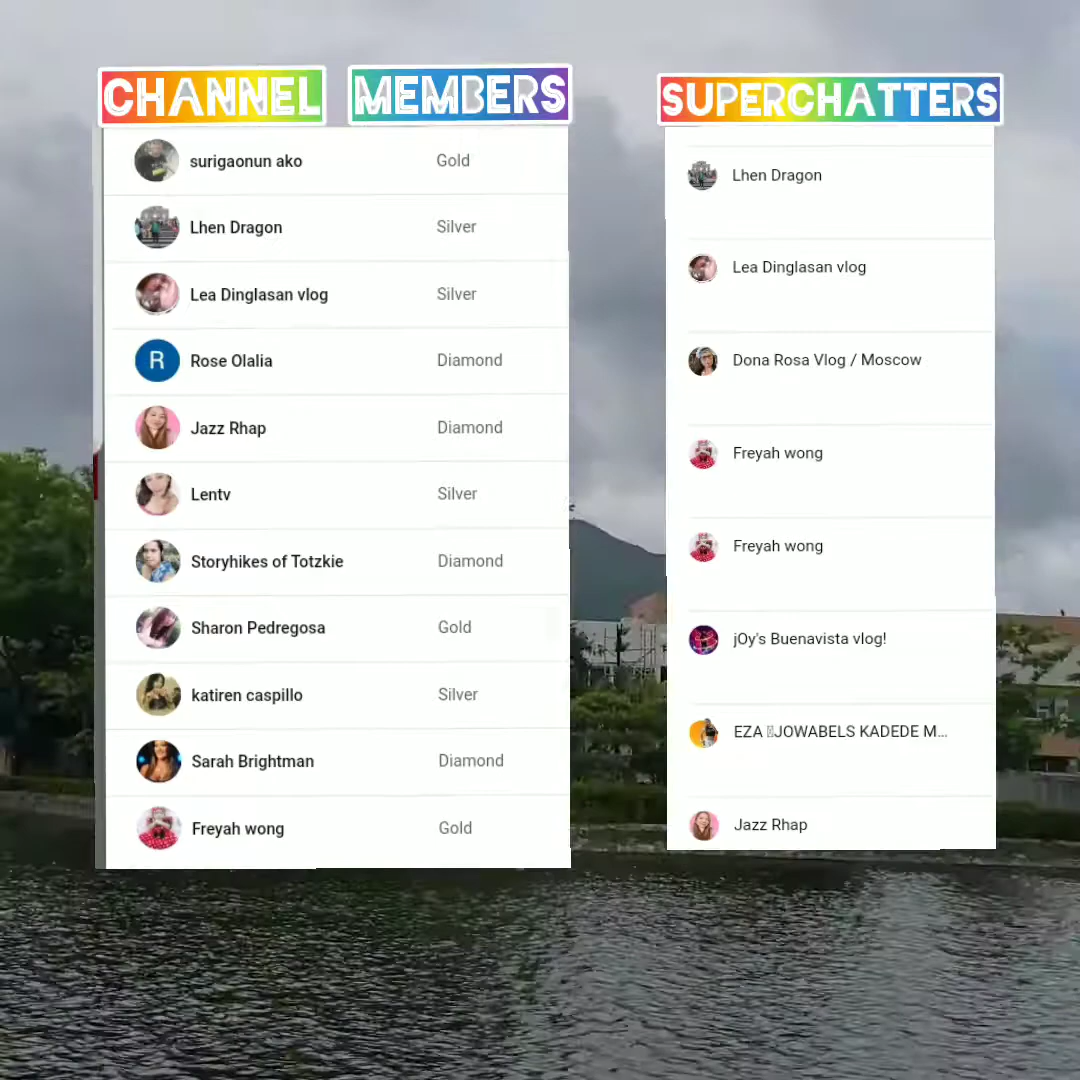 CHANNEL MEMBERS
surigaonun ako Gold
Lhen Dragon Silver
Lea Dinglasan vlog Silver
R Rose Olalia Diamond
Jazz Rhap Diamond
Lentv Silver
Storyhikes of Totzkie Diamond
Sharon Pedregosa Gold
katiren caspillo Silver
Sarah Brightman Diamond
Freyah wong Gold
SUPERCHATTERS
Lhen Dragon
Lea Dinglasan vlog
Dona Rosa Vlog / Moscow
Freyah wong
Freyah wong
jOy's Buenavista vlog!
EZA JOWABELS KADEDE M...
Jazz Rhap